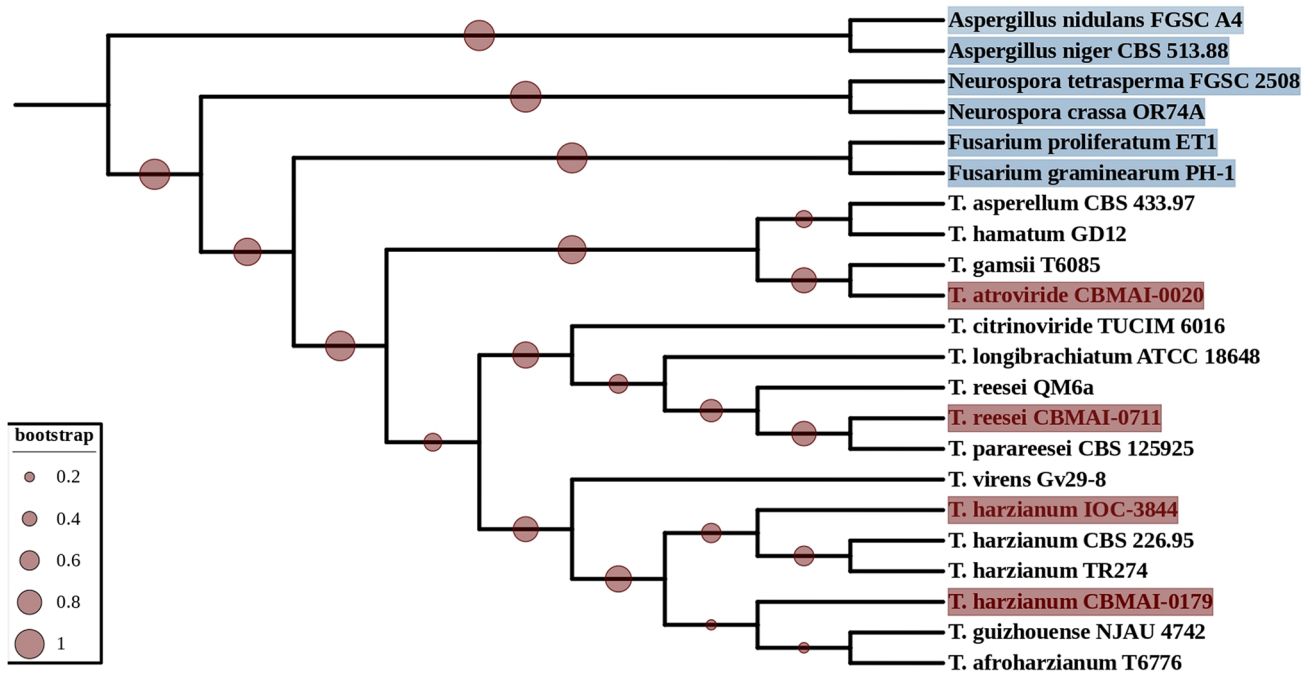 Aspergillus nidulans FGSC A4
Aspergillus niger CBS 513.88
Neurospora tetrasperma FGSC 2508
Neurospora crassa OR74A
Fusarium proliferatum ET1
Fusarium graminearum PH-1
T. asperellum CBS 433.97
T. hamatum GD12
T. gamsii T6085
T. atroviride CBMAI-0020
T. citrinoviride TUCIM 6016
T. longibrachiatum ATCC 18648
T. reesei QM6a
T. reesei CBMAI-0711
T. parareesei CBS 125925
T. virens Gv29-8
T. harzianum IOC-3844
T. harzianum CBS 226.95
T. harzianum TR274
T. harzianum CBMAI-0179
T. guizhouense NJAU 4742
T. afroharzianum T6776
bootstrap
0.2
0.4
0.6
0.8
1